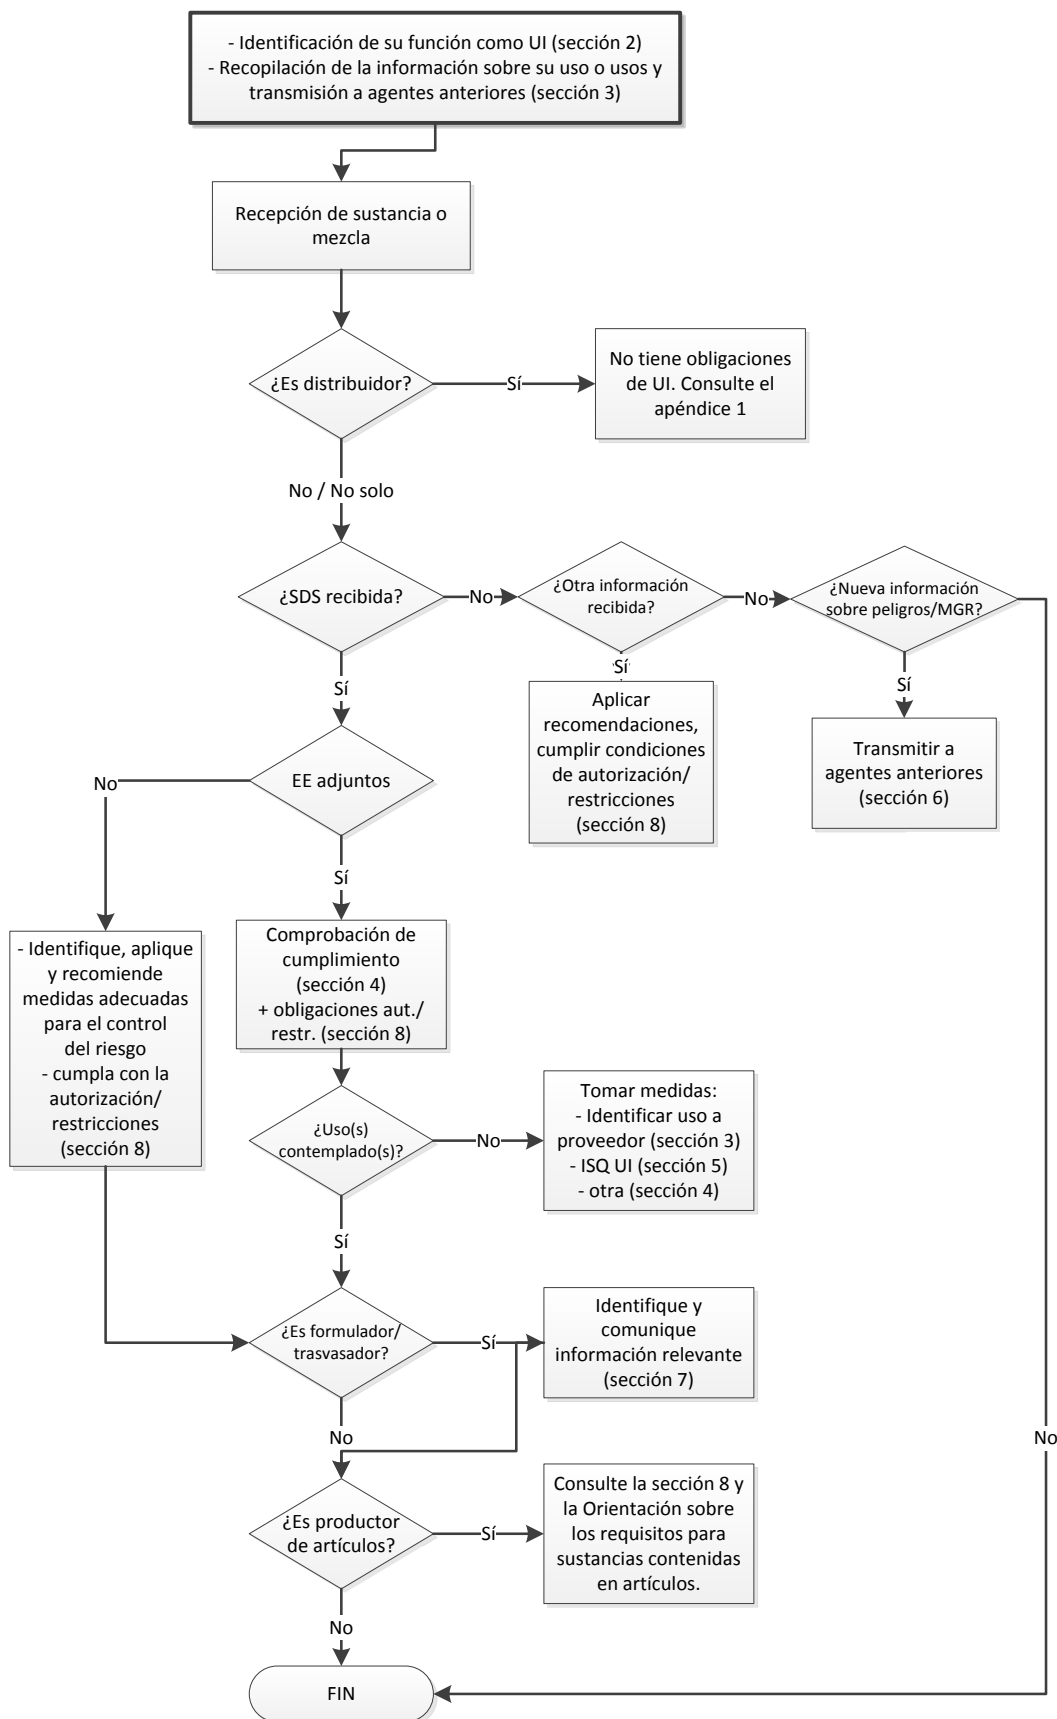 - Identificación de su función como UI (sección 2)
- Recopilación de la información sobre su uso o usos y
transmisión a agentes anteriores (sección 3)
Recepción de sustancia o
mezcla
¿Es distribuidor?
Sí
No tiene obligaciones
de UI. Consulte el
apéndice 1
No / No solo
¿SDS recibida?
No
¿Otra información
recibida?
No
¿Nueva información
sobre peligros/MGR?
Sí
Sí
Sí
Aplicar
recomendaciones,
cumplir condiciones
de autorización/
restricciones
(sección 8)
Transmitir a
agentes anteriores
(sección 6)
EE adjuntos
No
Sí
- Identifique, aplique
y recomiende
medidas adecuadas
para el control
del riesgo
- cumpla con la
autorización/
restricciones
(sección 8)
Comprobación de
cumplimiento
(sección 4)
+ obligaciones aut./
restr. (sección 8)
¿Uso(s)
contemplado(s)?
No
Tomar medidas:
- Identificar uso a
proveedor (sección 3)
- ISQ UI (sección 5)
- otra (sección 4)
Sí
¿Es formulador/
trasvasador?
Sí
Identifique y
comunique
información relevante
(sección 7)
No
No
¿Es productor
de artículos?
Sí
Consulte la sección 8 y
la Orientación sobre
los requisitos para
sustancias contenidas
en artículos.
No
FIN